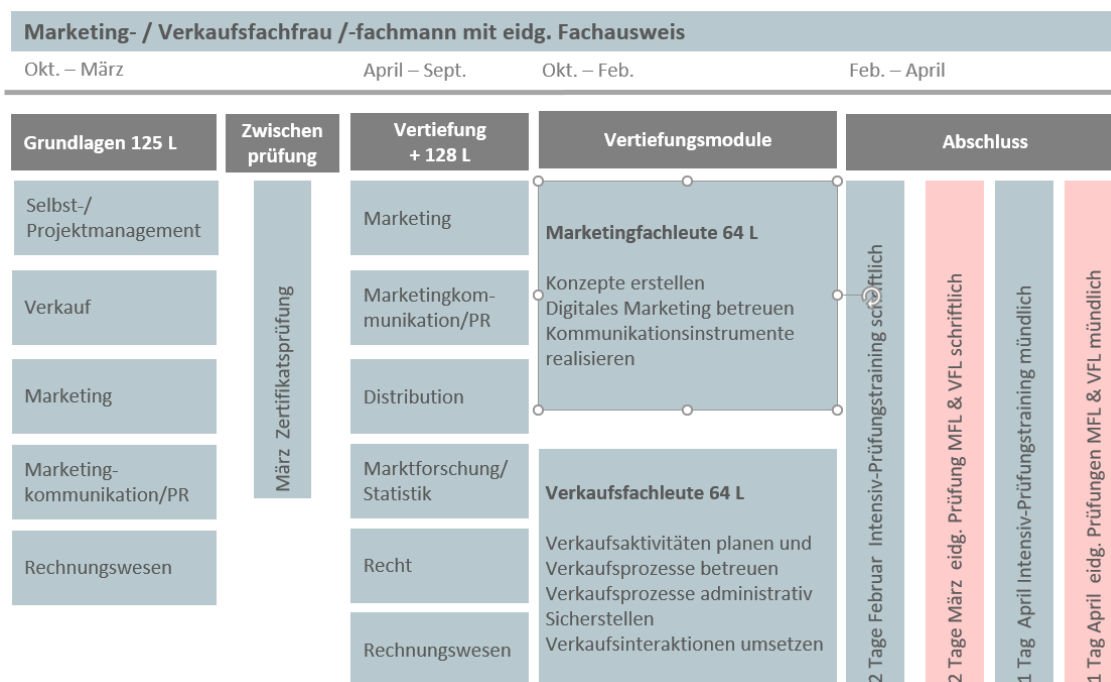 Marketing- / Verkaufsfachfrau /-fachmann mit eidg. Fachausweis
Okt. – März
April – Sept.
Okt. – Feb.
Feb. – April
Grundlagen 125 L
Zwischen
prüfung
Vertiefung
+ 128 L
Vertiefungsmodule
Abschluss
Selbst-/
Projektmanagement
Verkauf
Marketing
Marketing-
kommunikation/PR
Rechnungswesen
März Zertifikatsprüfung
Marketing
Marketingkom-
munikation/PR
Distribution
Marktforschung/
Statistik
Recht
Rechnungswesen
Marketingfachleute 64 L
Konzepte erstellen
Digitales Marketing betreuen
Kommunikationsinstrumente
realisieren
Verkaufsfachleute 64 L
Verkaufsaktivitäten planen und
Verkaufsprozesse betreuen
Verkaufsprozesse administrativ
Sicherstellen
Verkaufsinteraktionen umsetzen
2 Tage Februar Intensiv-Prüfungstraining schriftlich
2 Tage März eidg. Prüfung MFL & VFL schriftlich
1 Tag April Intensiv-Prüfungstraining mündlich
1 Tag April eidg. Prüfungen MFL & VFL mündlich